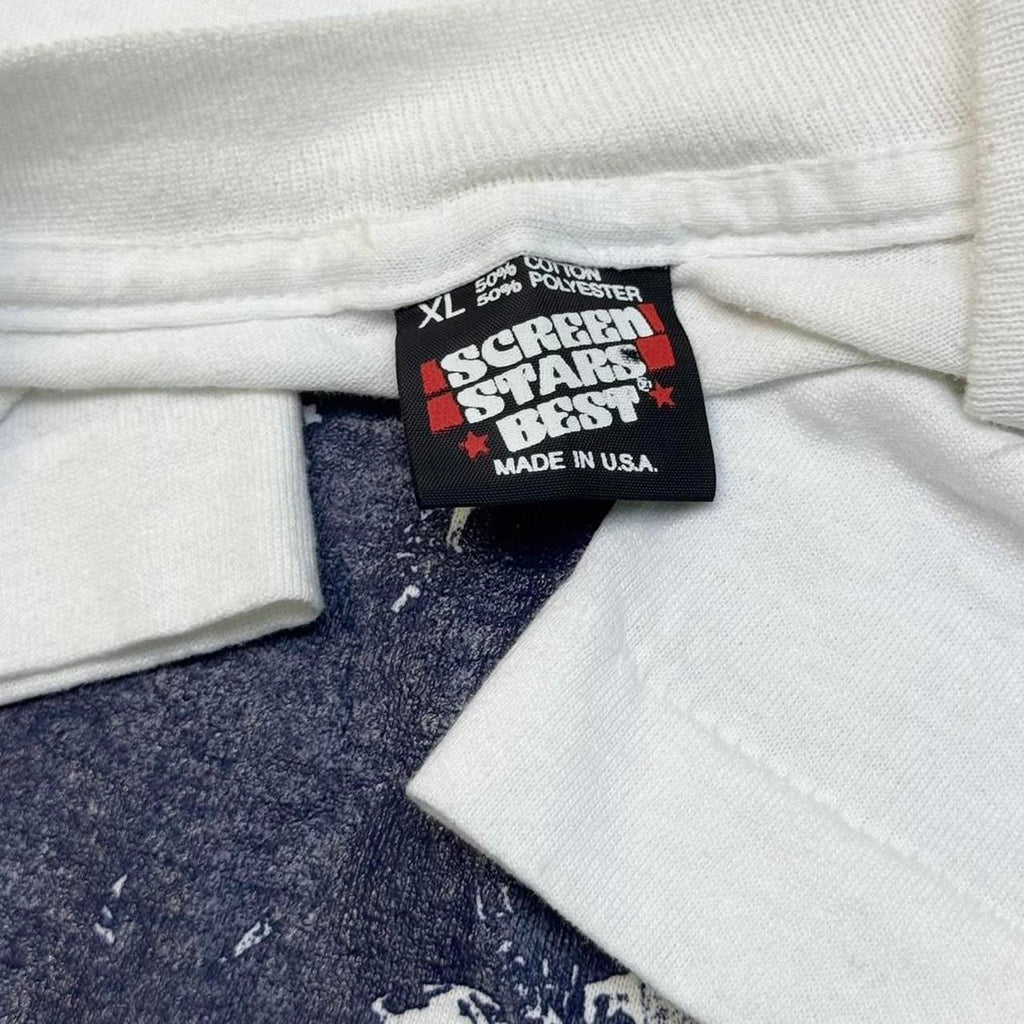 XL 50% COTTON
50% POLYESTER
SCREEN
STARS
BEST®
MADE IN U.S.A.